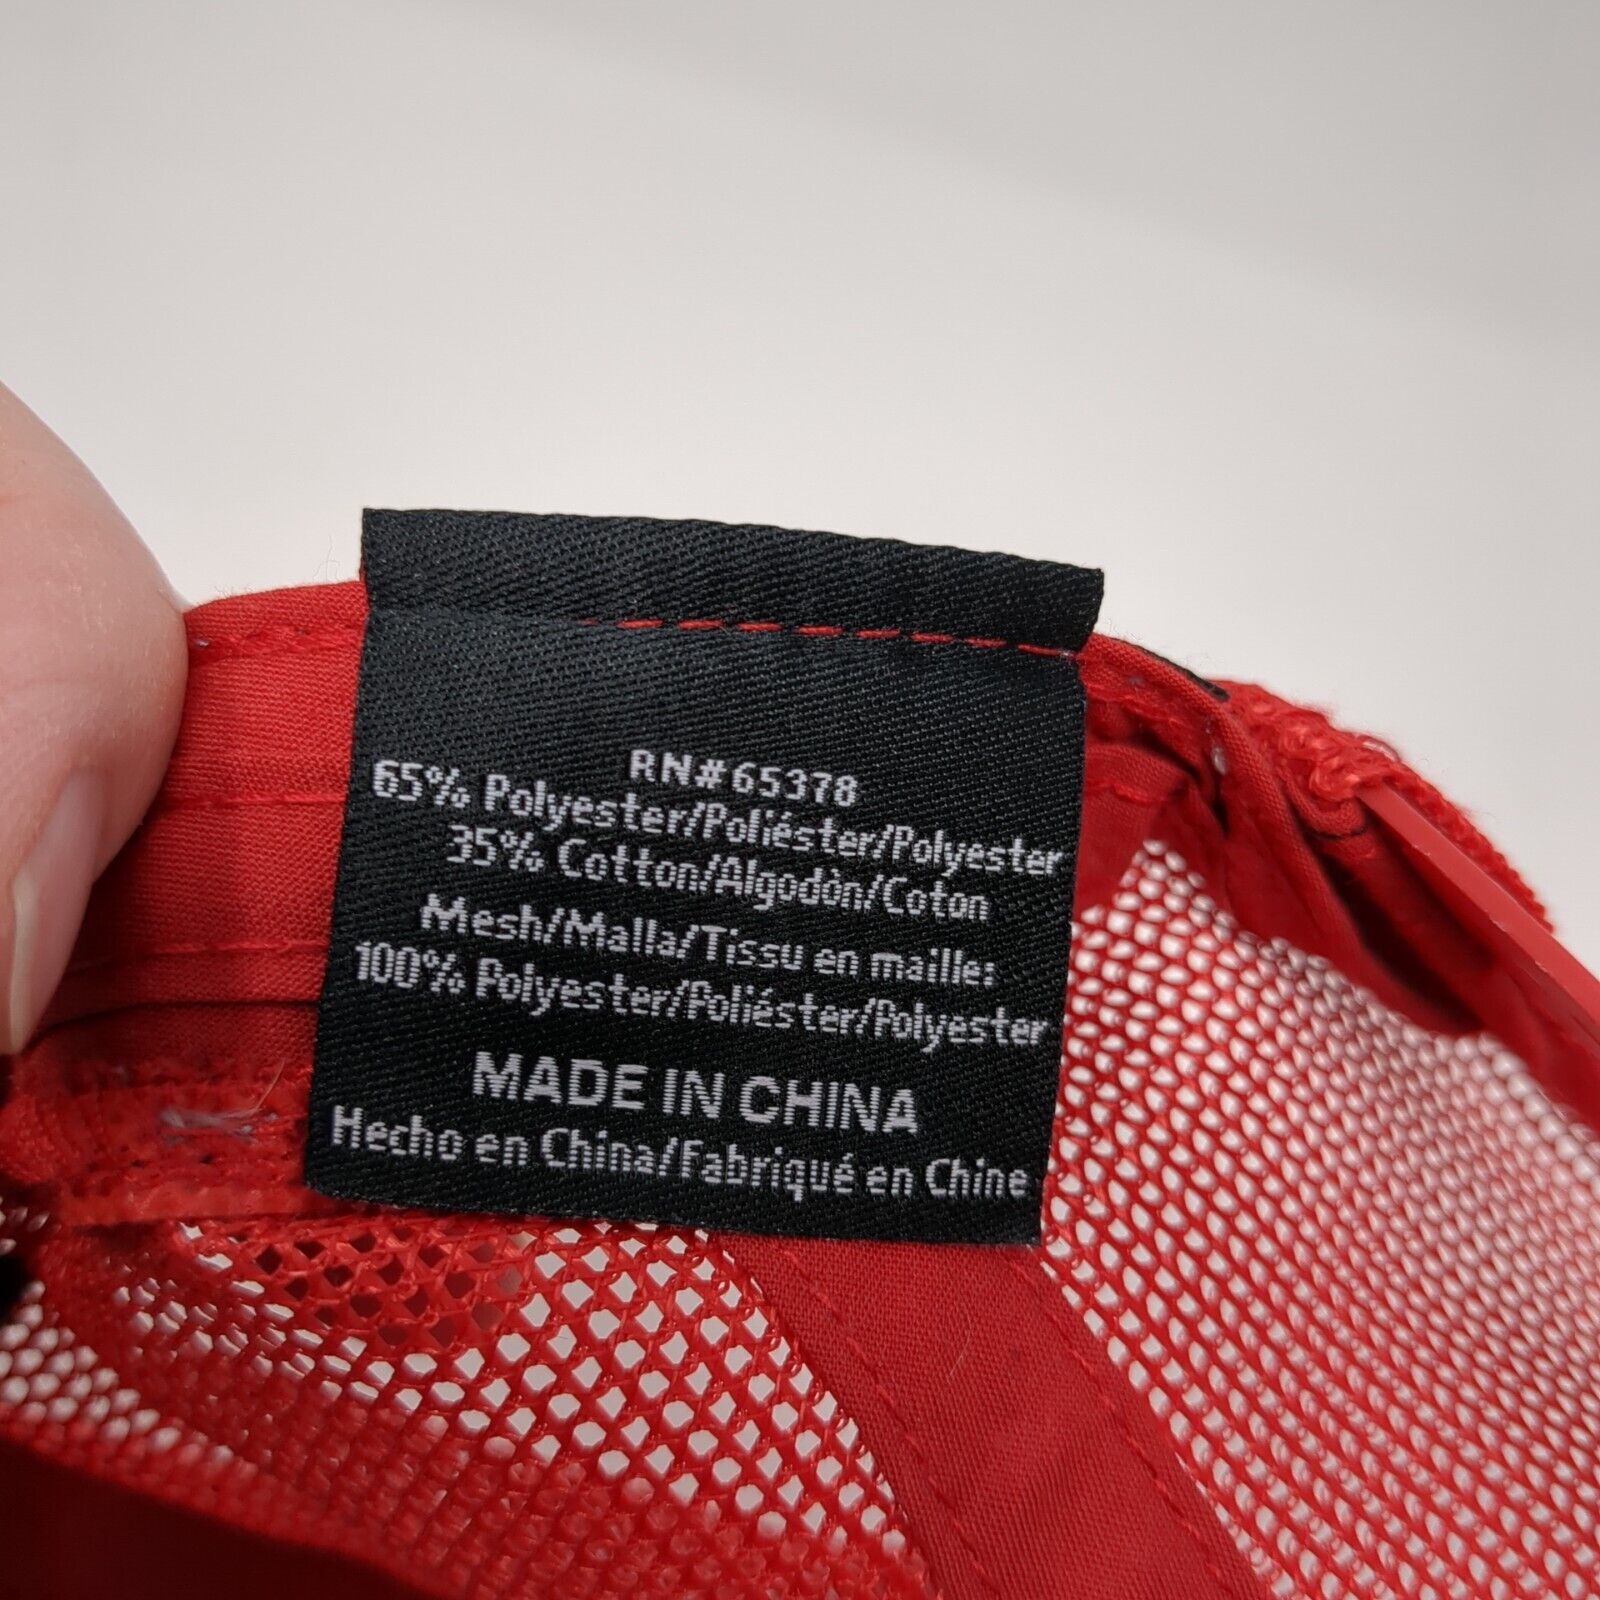 RN#65378
65% Polyester/Poliéster/Polyester
35% Cotton/Algodòn/Coton
Mesh/Malla/Tissu en maille:
100% Polyester/Poliéster/Polyester
MADE IN CHINA
Hecho en China/Fabriqué en Chine